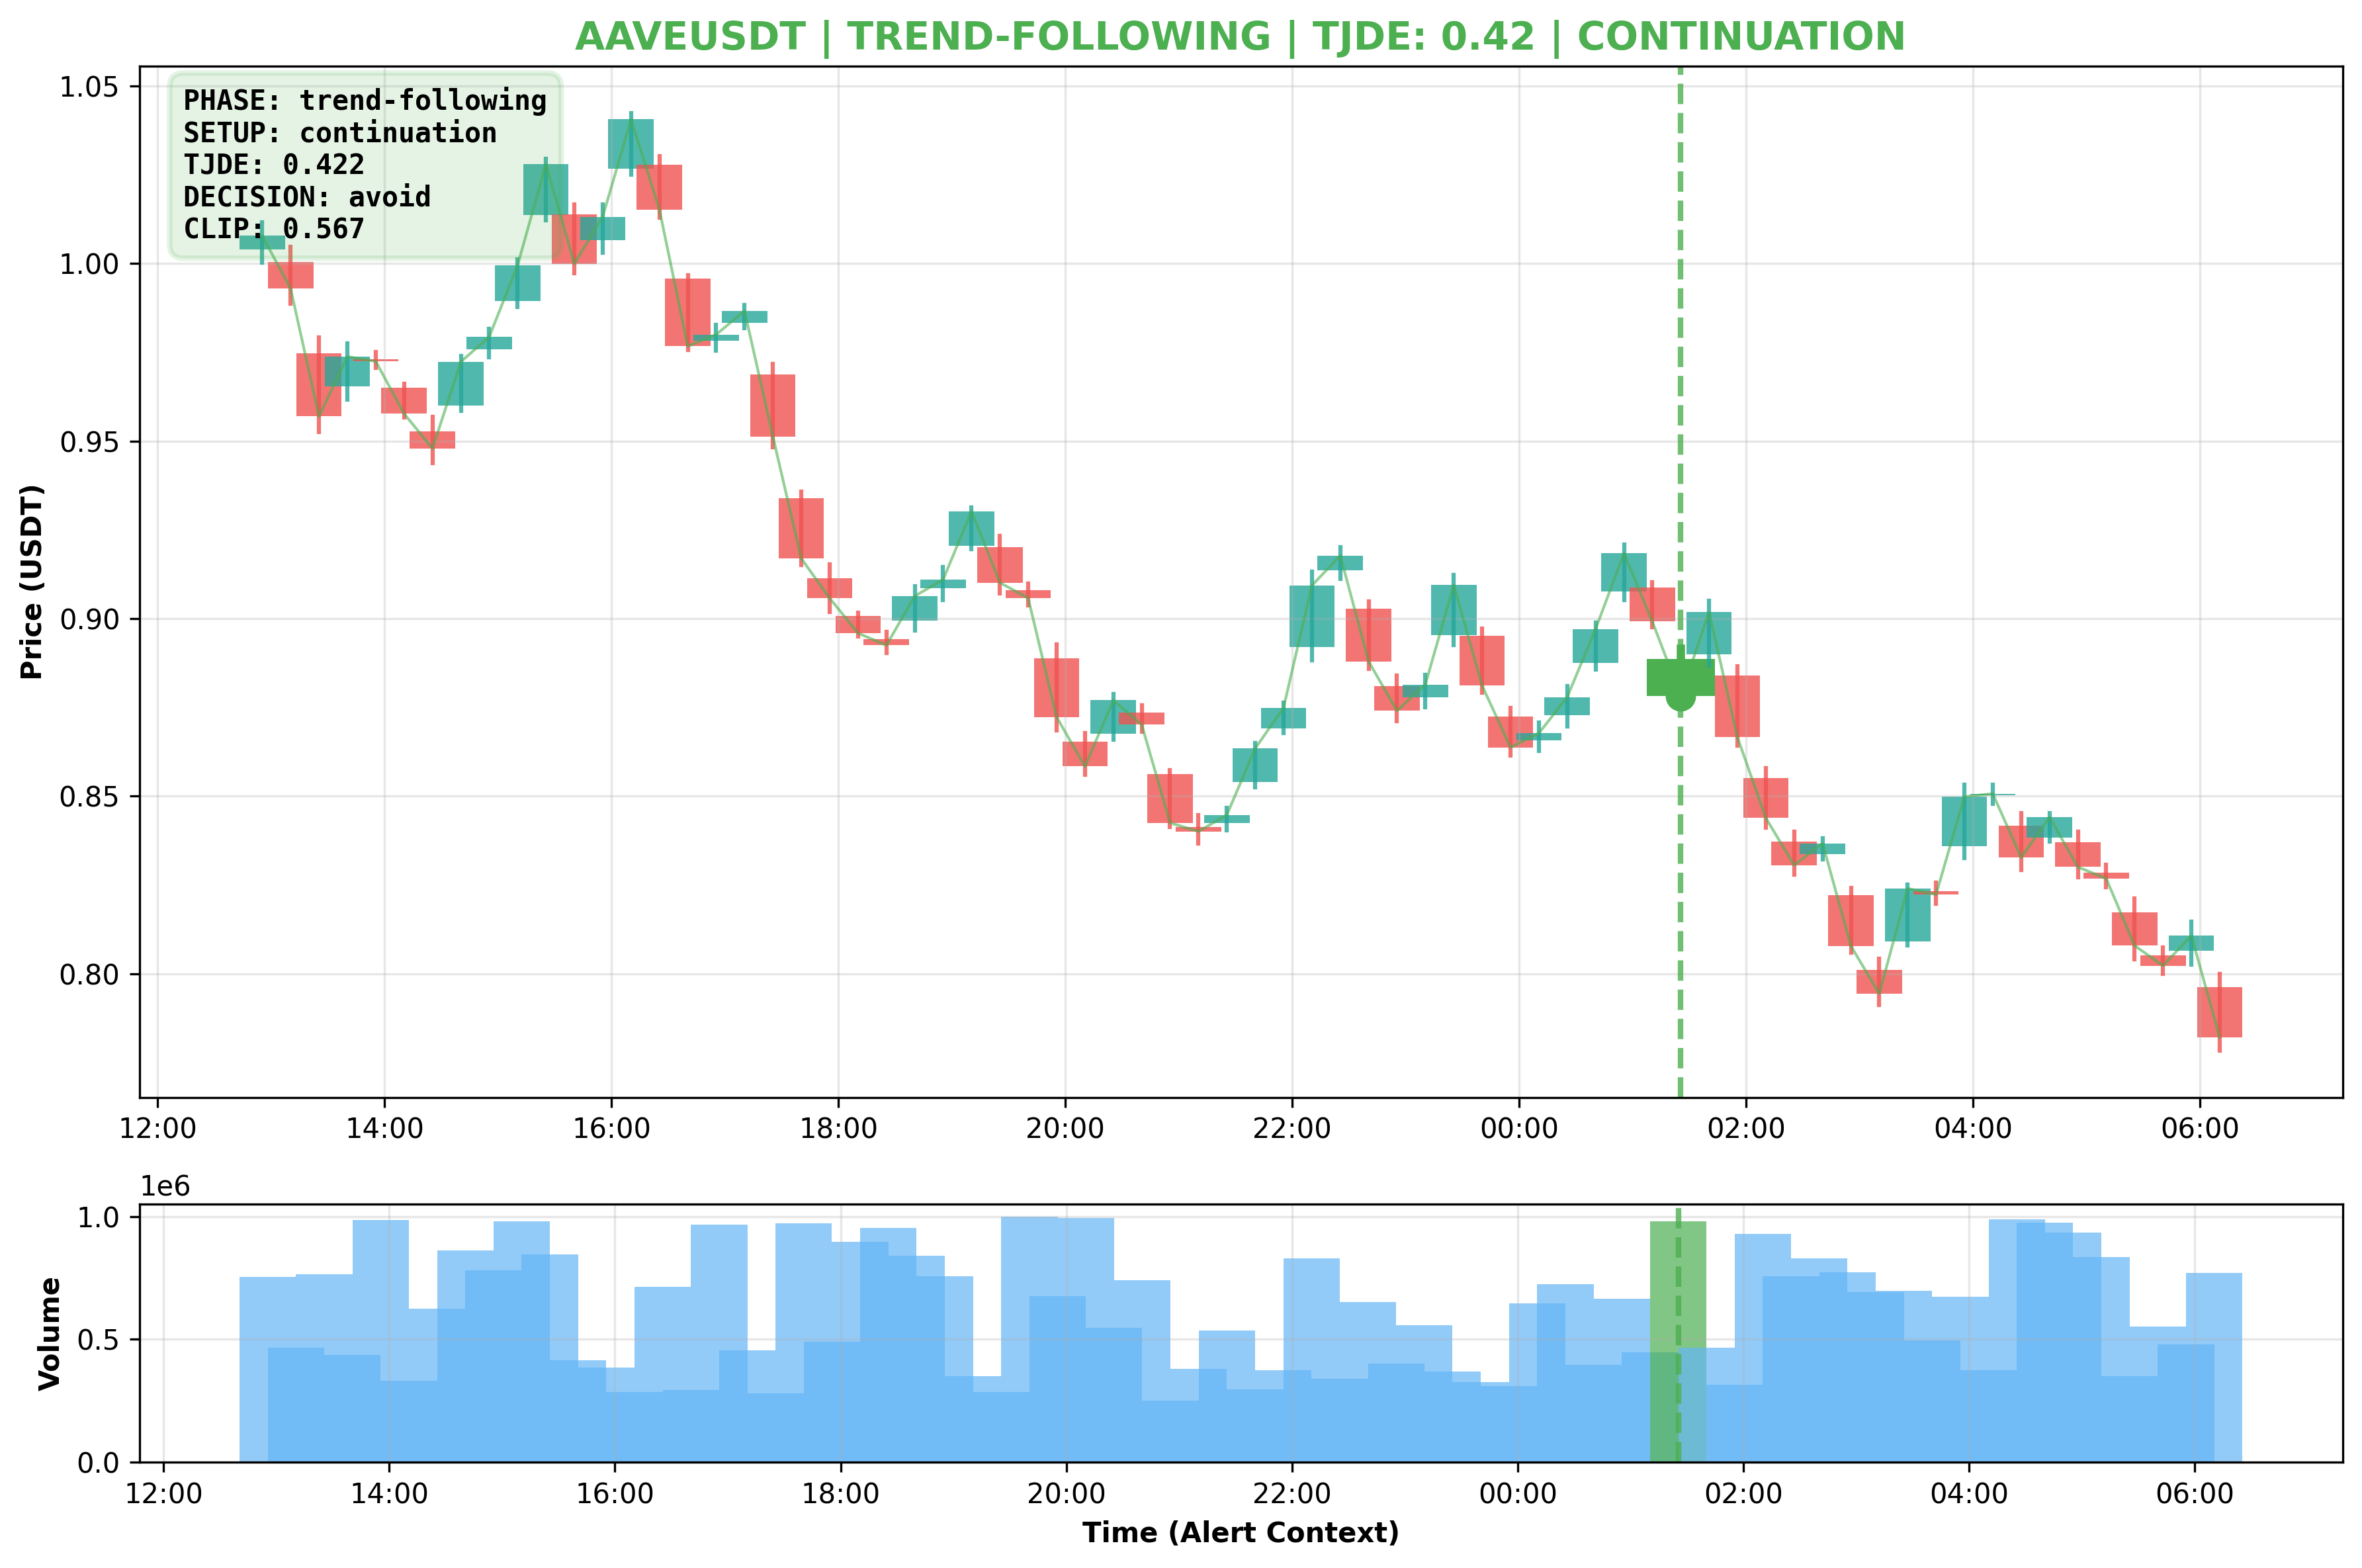 AAVEUSDT | TREND-FOLLOWING | TJDE: 0.42 | CONTINUATION
PHASE: trend-following
SETUP: continuation
TJDE: 0.422
DECISION: avoid
CLIP: 0.567
Price (USDT)
1.05
1.00
0.95
0.90
0.85
0.80
12:00 14:00 16:00 18:00 20:00 22:00 00:00 02:00 04:00 06:00
1e6
Volume
1.0
0.5
0.0
12:00 14:00 16:00 18:00 20:00 22:00 00:00 02:00 04:00 06:00
Time (Alert Context)